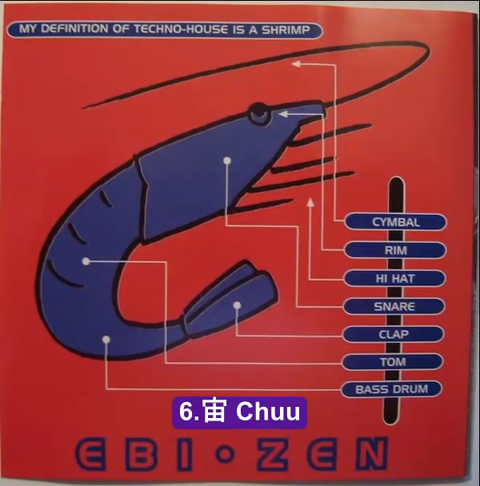 MY DEFINITION OF TECHNO-HOUSE IS A SHRIMP
CYMBAL
RIM
HI HAT
SNARE
CLAP
TOM
BASS DRUM
6.宙 Chuu
EBI•ZEN